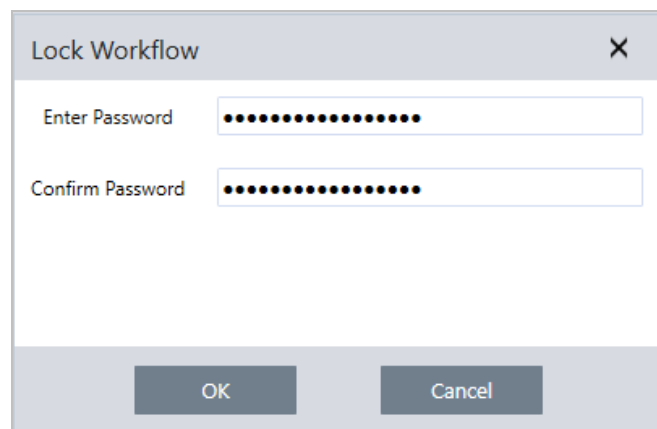 Lock Workflow
Enter Password •••••••••••••••••
Confirm Password •••••••••••••••••
OK Cancel